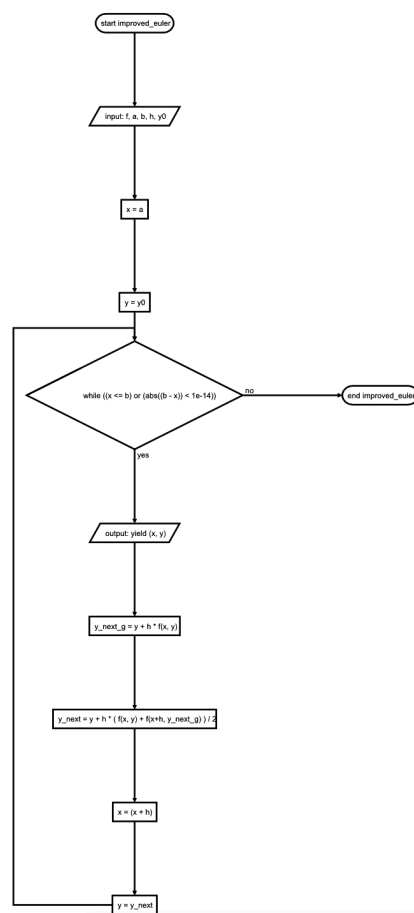 start improved_euler
input: f, a, b, h, y0
x = a
y = y0
while ((x <= b) or (abs((b - x)) < 1e-14))
no
end improved_euler
yes
output: yield (x, y)
y_next_g = y + h * f(x, y)
y_next = y + h * ( f(x, y) + f(x+h, y_next_g) ) / 2
x = (x + h)
y = y_next